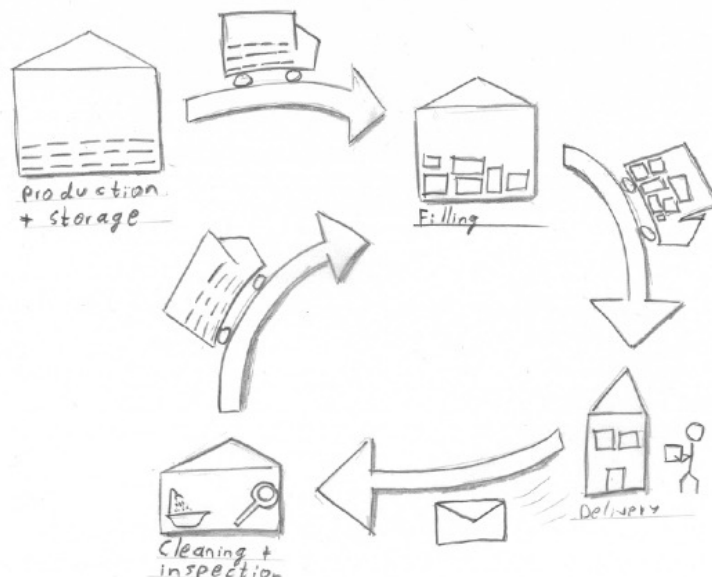 production
+ storage
Filling
Delivery
Cleaning +
inspection